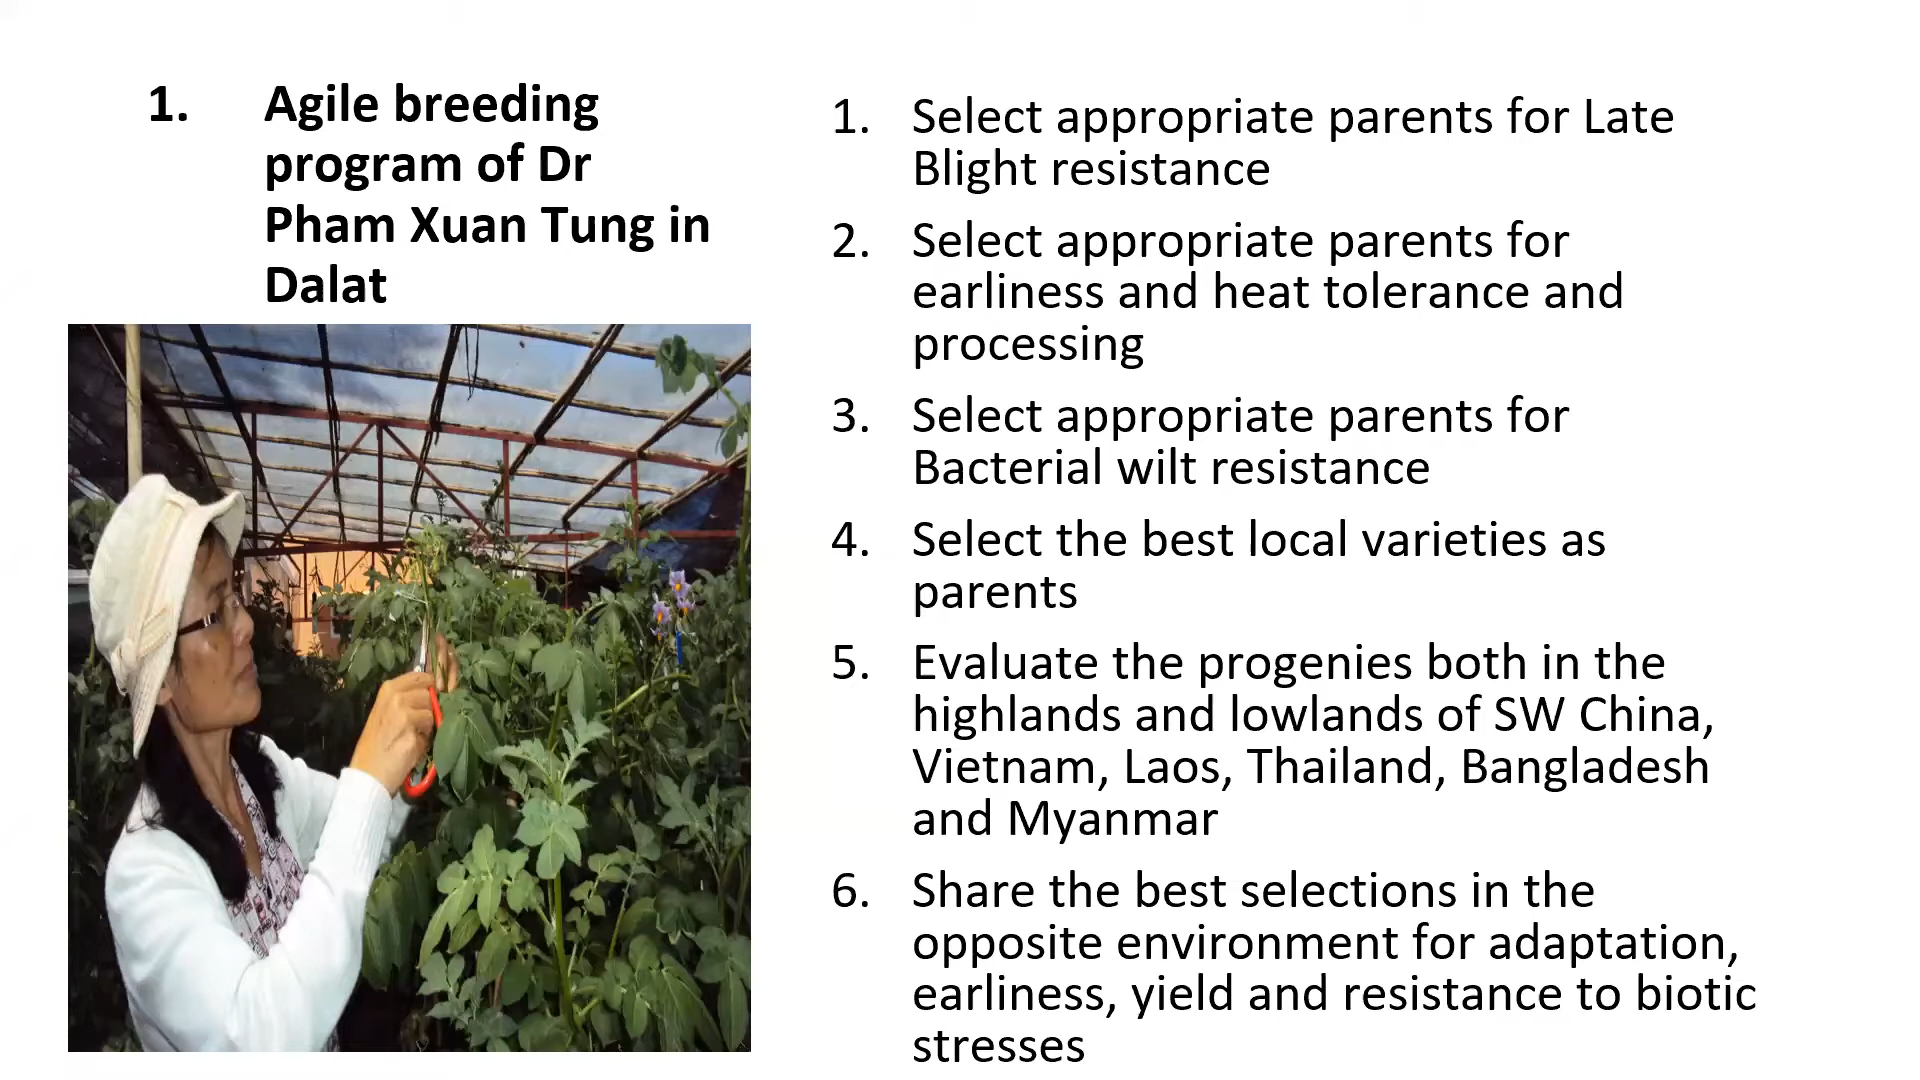 1. Agile breeding
program of Dr
Pham Xuan Tung in
Dalat
1. Select appropriate parents for Late
Blight resistance
2. Select appropriate parents for
earliness and heat tolerance and
processing
3. Select appropriate parents for
Bacterial wilt resistance
4. Select the best local varieties as
parents
5. Evaluate the progenies both in the
highlands and lowlands of SW China,
Vietnam, Laos, Thailand, Bangladesh
and Myanmar
6. Share the best selections in the
opposite environment for adaptation,
earliness, yield and resistance to biotic
stresses